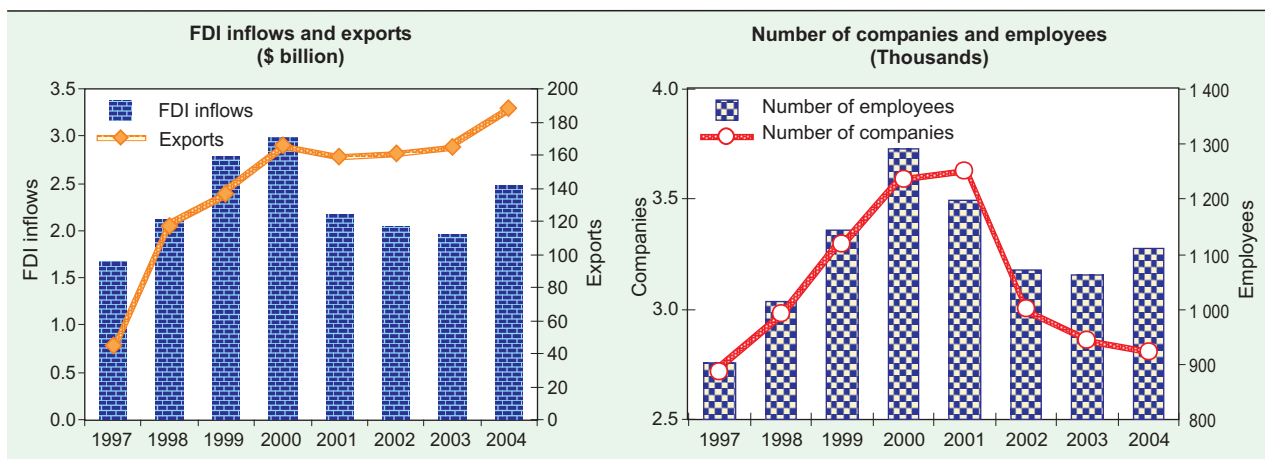 FDI inflows and exports
($ billion)
3.5
3.0
2.5
2.0
1.5
1.0
0.5
0.0
FDI inflows
FDI inflows
Exports
200
180
160
140
120
100
80
60
40
20
0
Exports
1997 1998 1999 2000 2001 2002 2003 2004
Number of companies and employees
(Thousands)
4.0
3.5
3.0
2.5
Companies
Number of employees
Number of companies
1 400
1 300
1 200
1 100
1 000
900
800
Employees
1997 1998 1999 2000 2001 2002 2003 2004